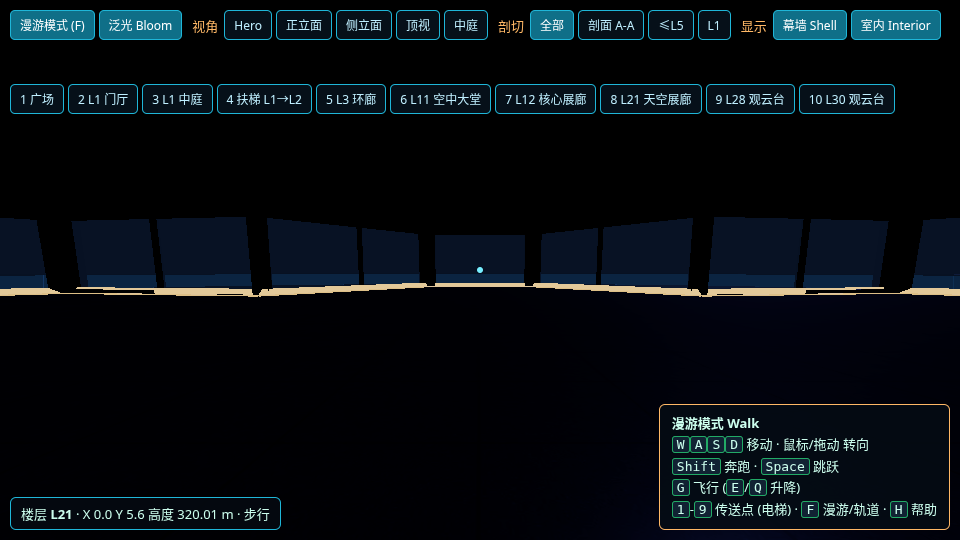 漫游模式 (F) 泛光 Bloom 视角 Hero 正立面 侧立面 顶视 中庭 剖切 全部 剖面 A-A ≤L5 L1 显示 幕墙 Shell 室内 Interior
1 广场 2 L1 门厅 3 L1 中庭 4 扶梯 L1→L2 5 L3 环廊 6 L11 空中大堂 7 L12 核心展廊 8 L21 天空展廊 9 L28 观云台 10 L30 观云台
漫游模式 Walk
W A S D 移动 · 鼠标/拖动 转向
Shift 奔跑 · Space 跳跃
G 飞行 (E/Q 升降)
1-9 传送点 (电梯) · F 漫游/轨道 · H 帮助
楼层 L21 · X 0.0 Y 5.6 高度 320.01 m · 步行